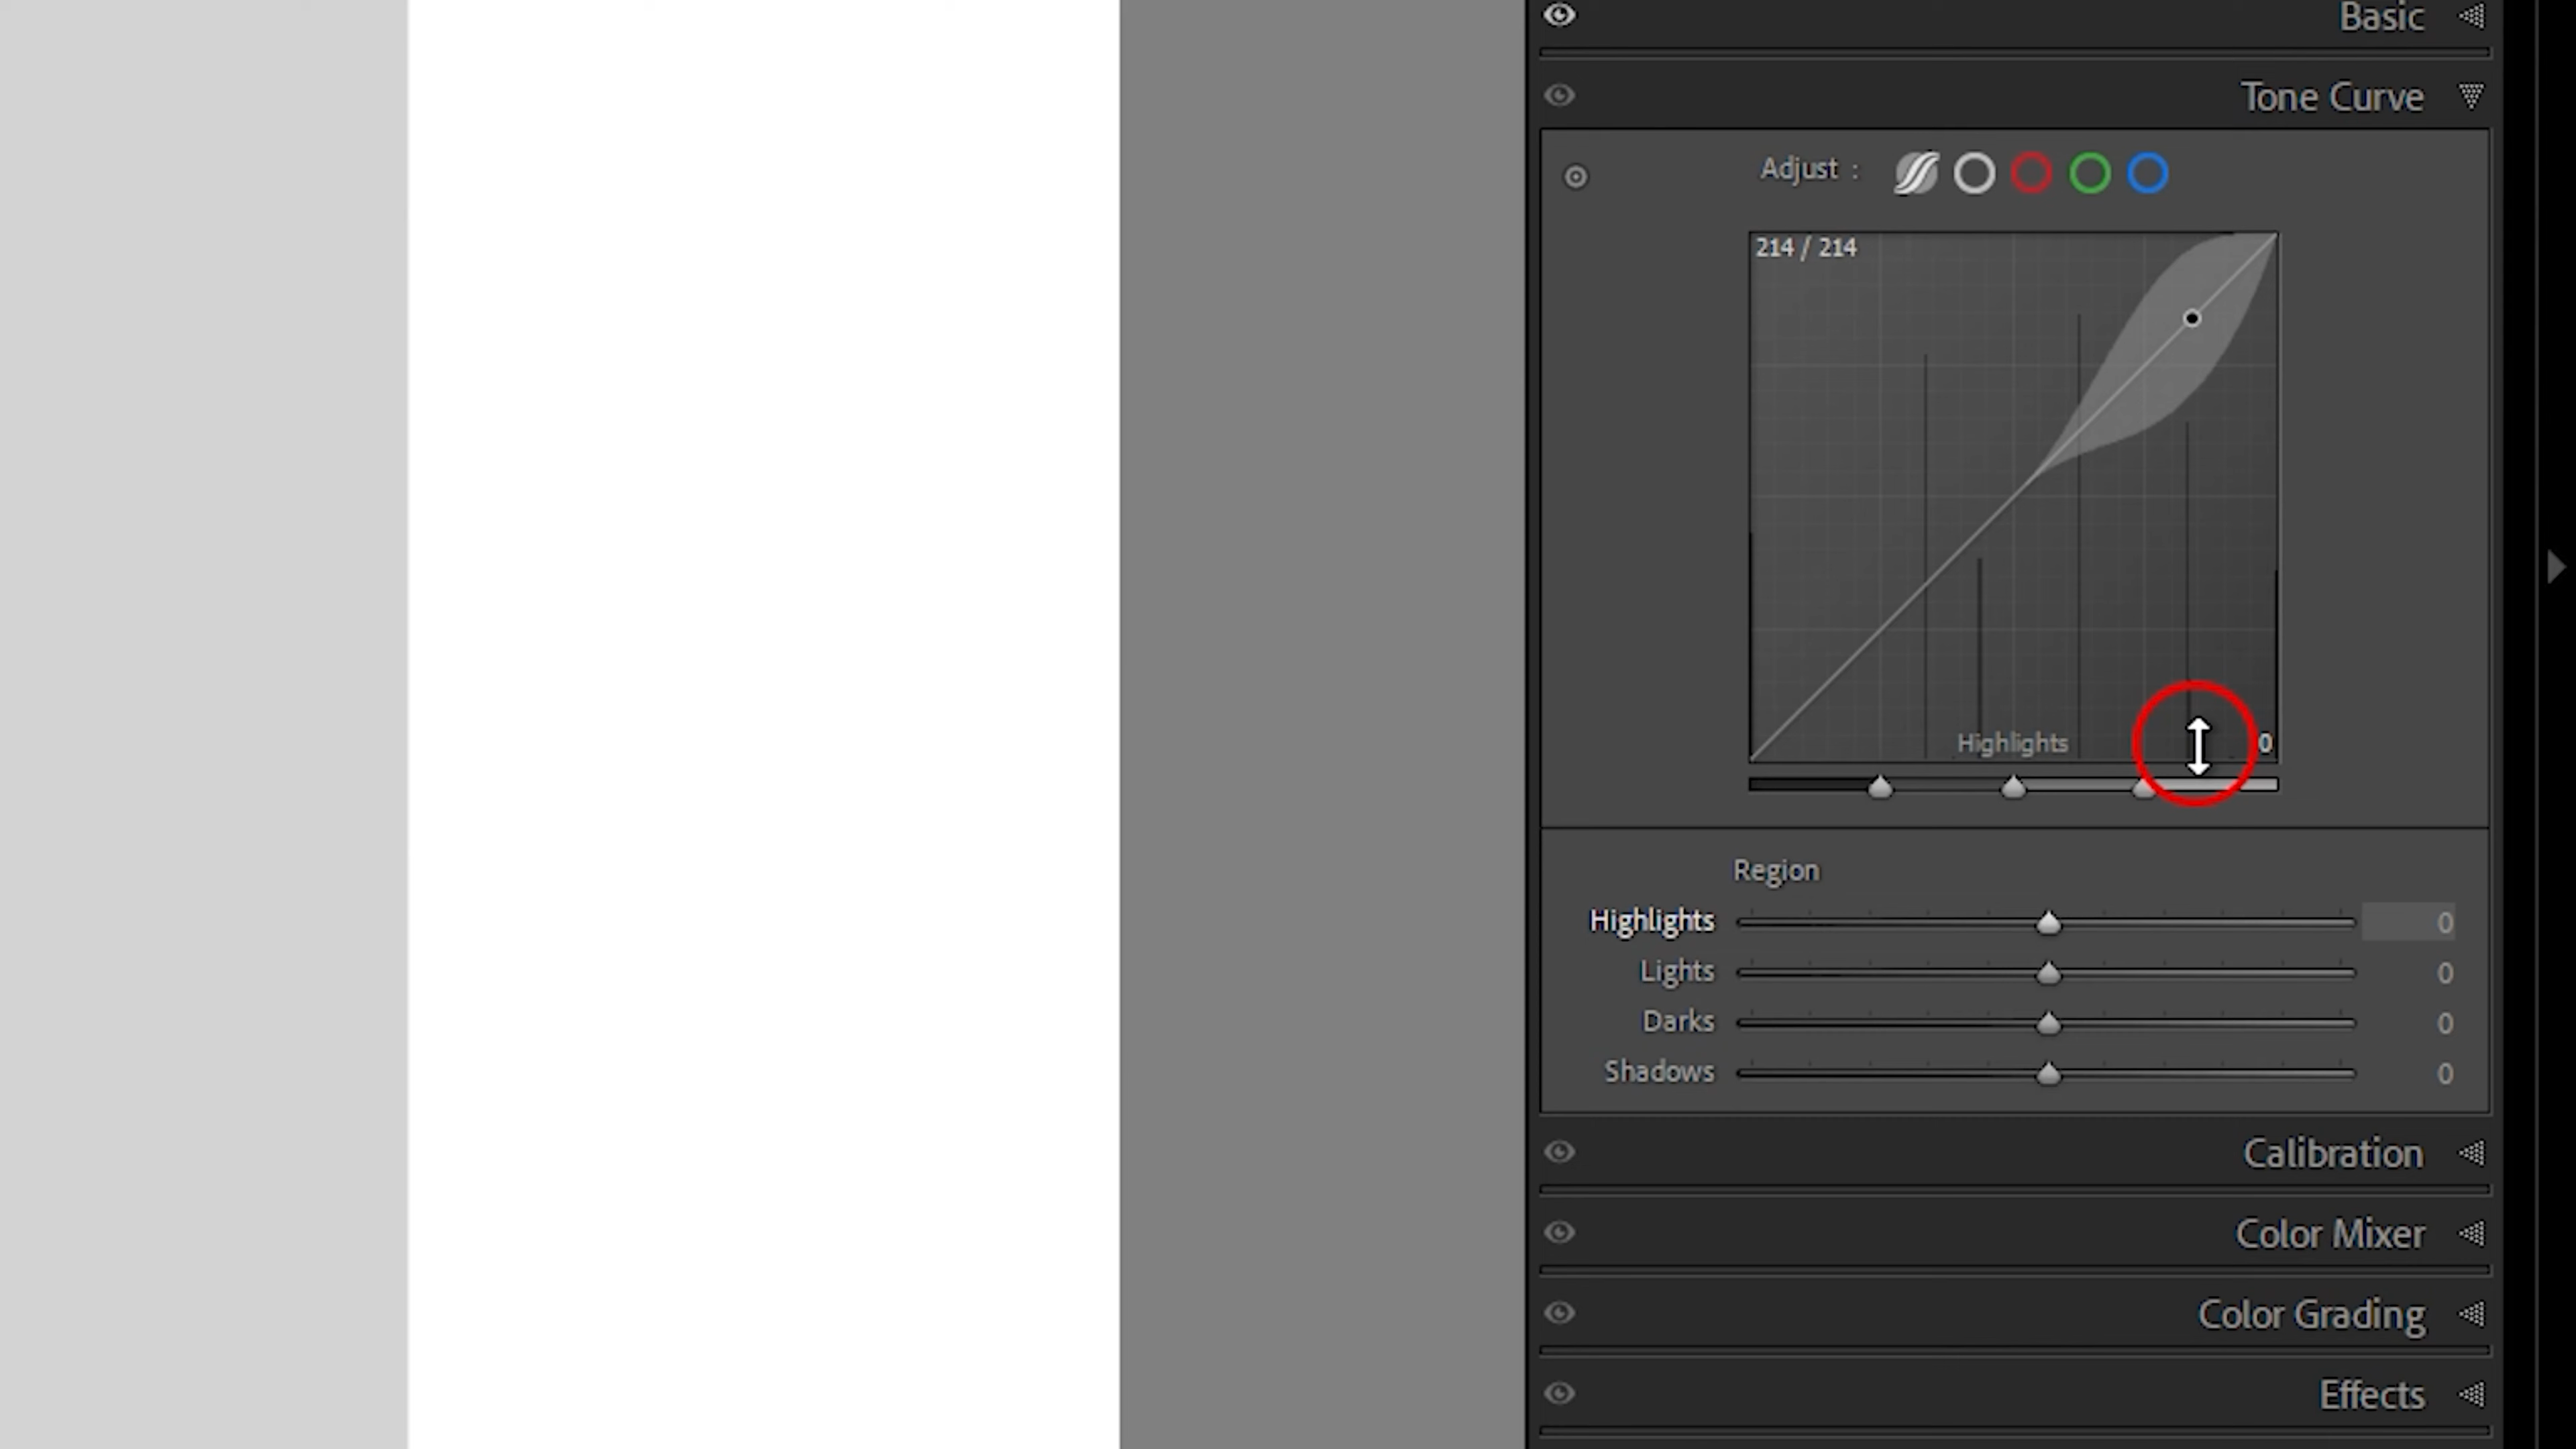 Basic
Tone Curve
Adjust :
214 / 214
Highlights 0
Region
Highlights 0
Lights 0
Darks 0
Shadows 0
Calibration
Color Mixer
Color Grading
Effects